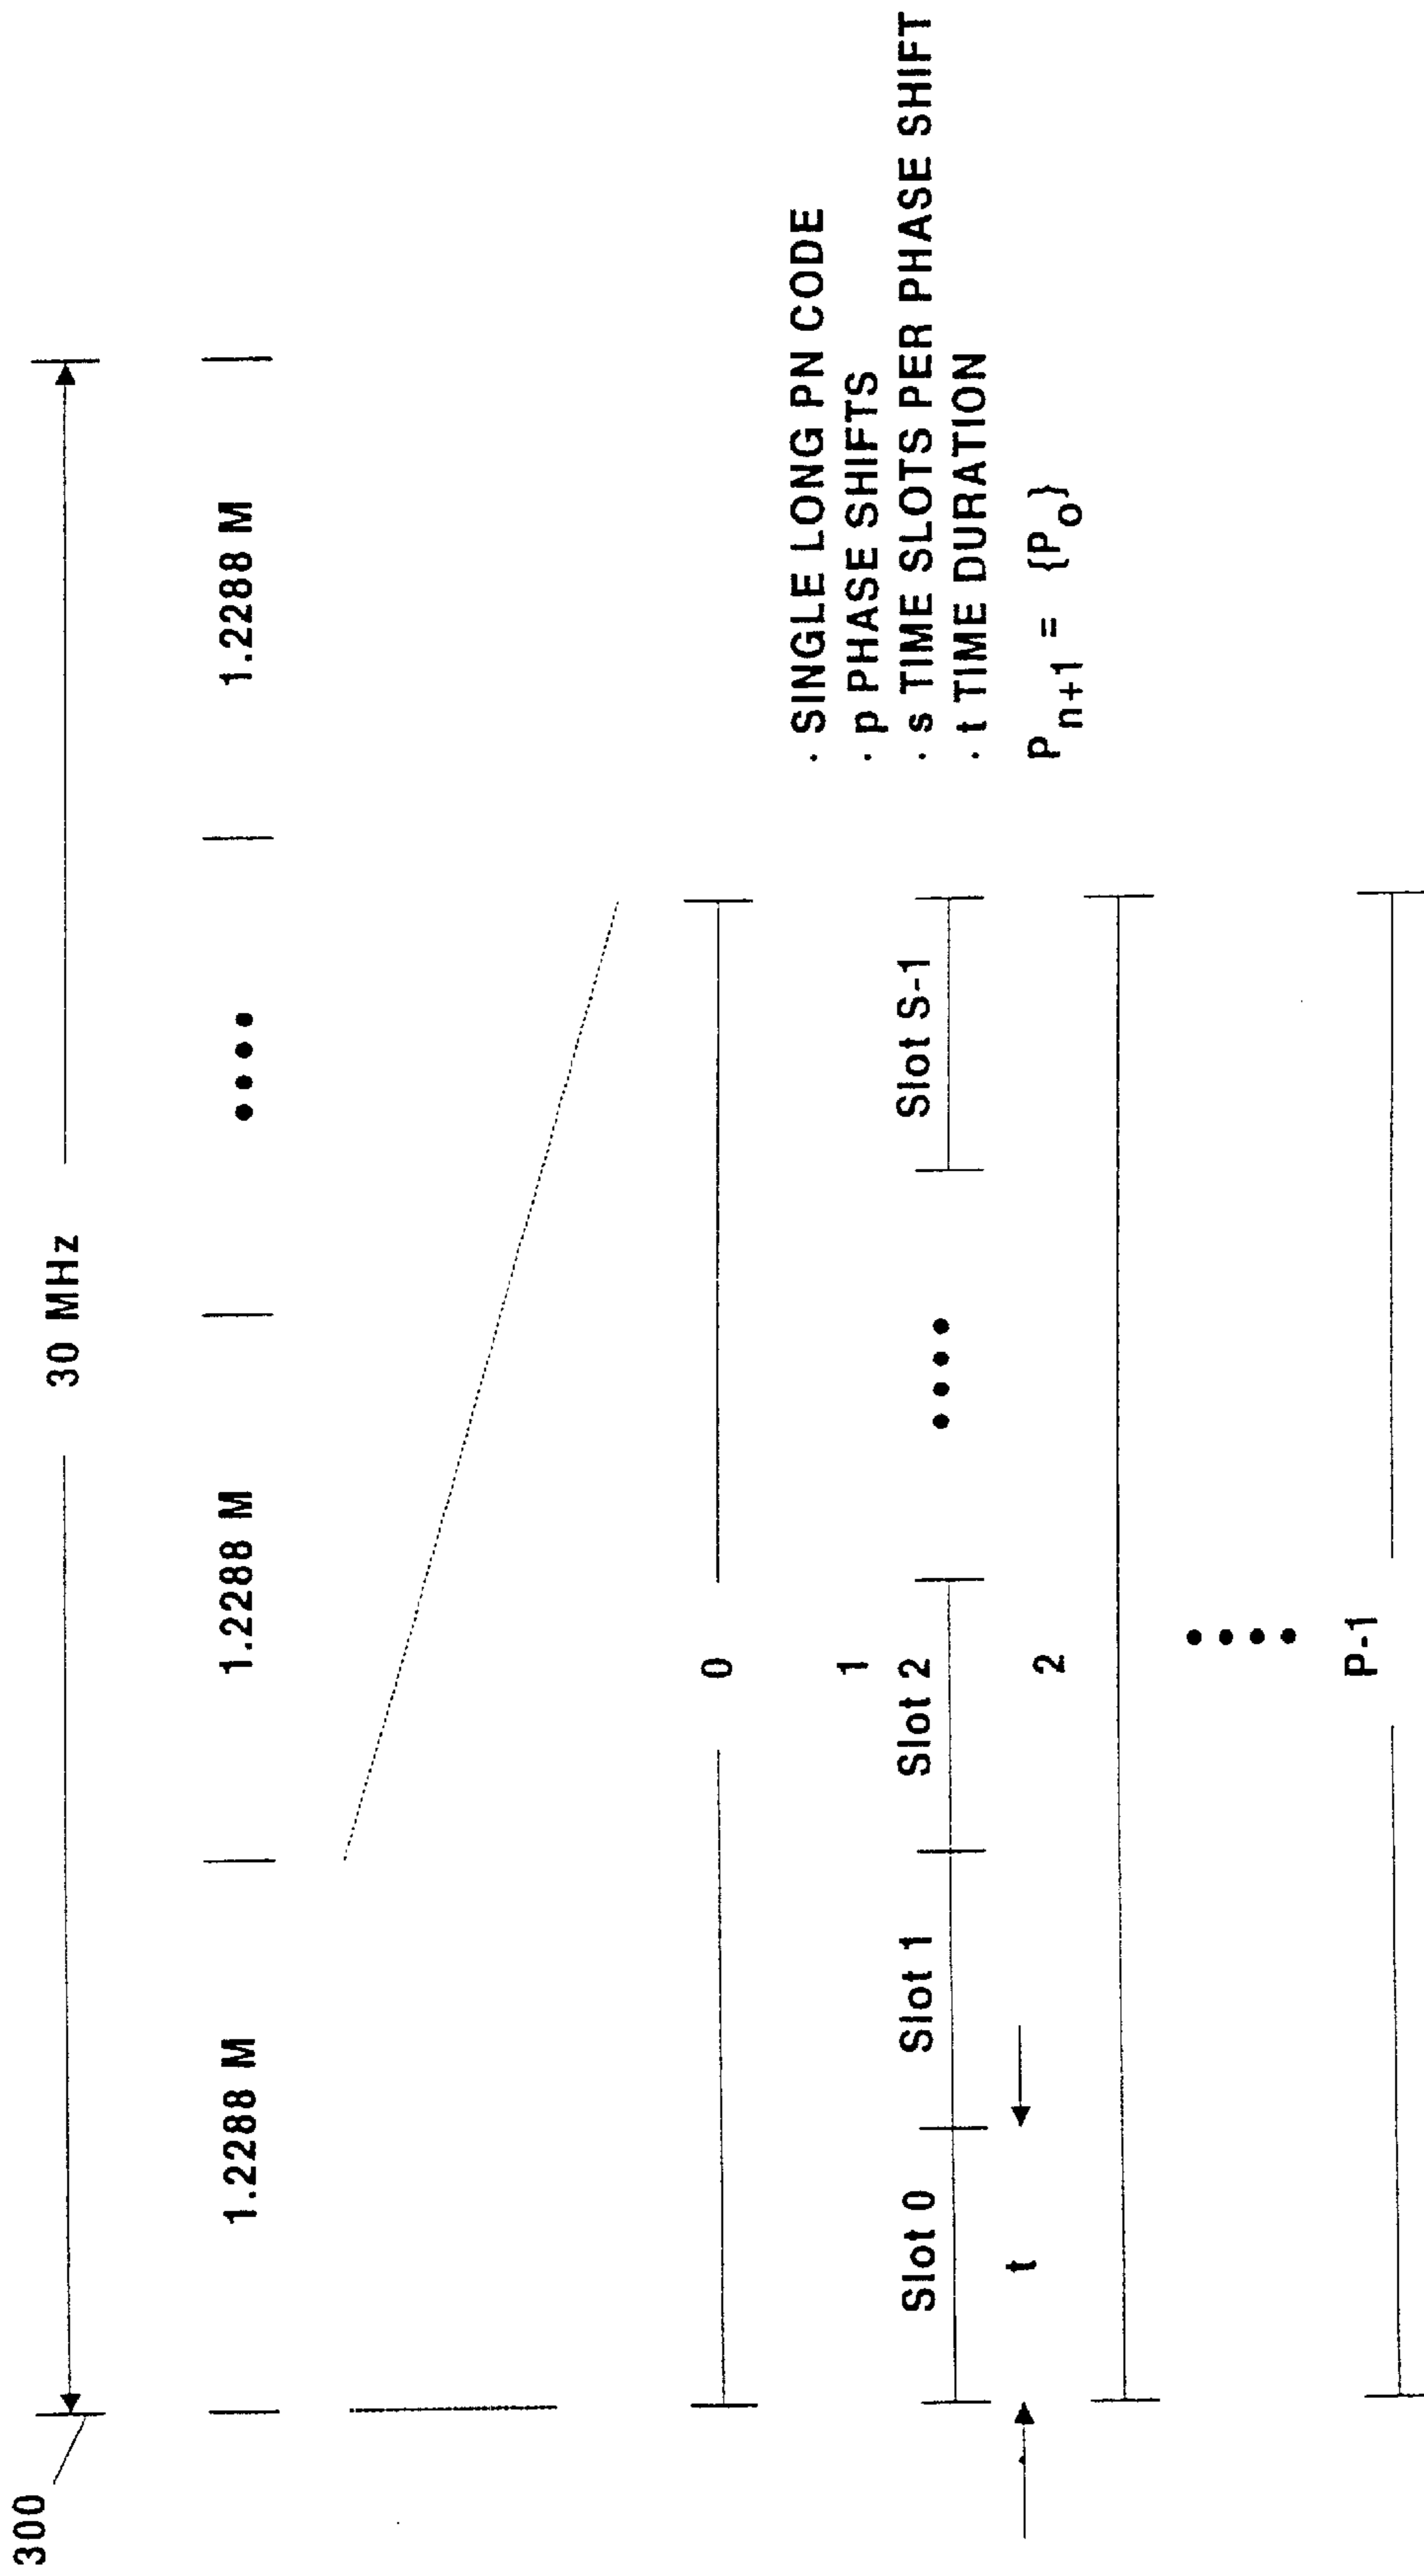 300
30 MHz
1.2288 M 1.2288 M •••• 1.2288 M
0
1
Slot 0 Slot 1 Slot 2 •••• Slot S-1
t
2
••••
P-1
· SINGLE LONG PN CODE
· p PHASE SHIFTS
· s TIME SLOTS PER PHASE SHIFT
· t TIME DURATION
P n+1 = {P o}